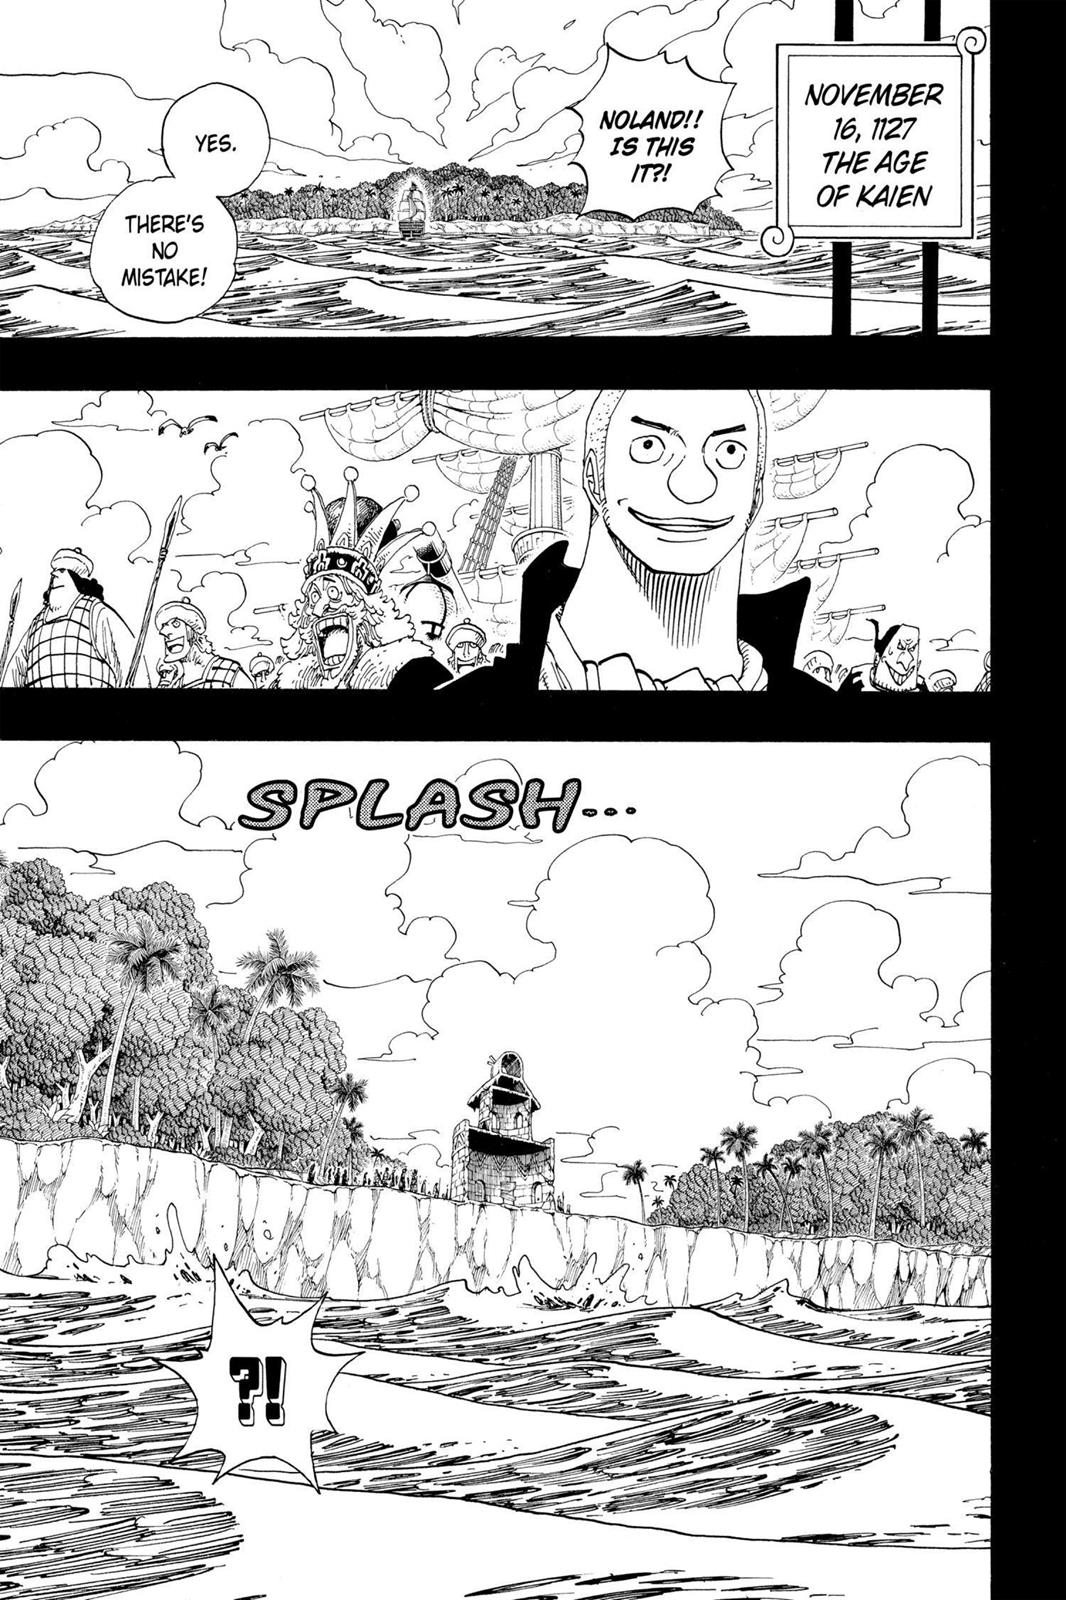 NOVEMBER
16, 1127
THE AGE
OF KAIEN
NOLAND!!
IS THIS
IT?!
YES.
THERE'S
NO
MISTAKE!
SPLASH...
?!